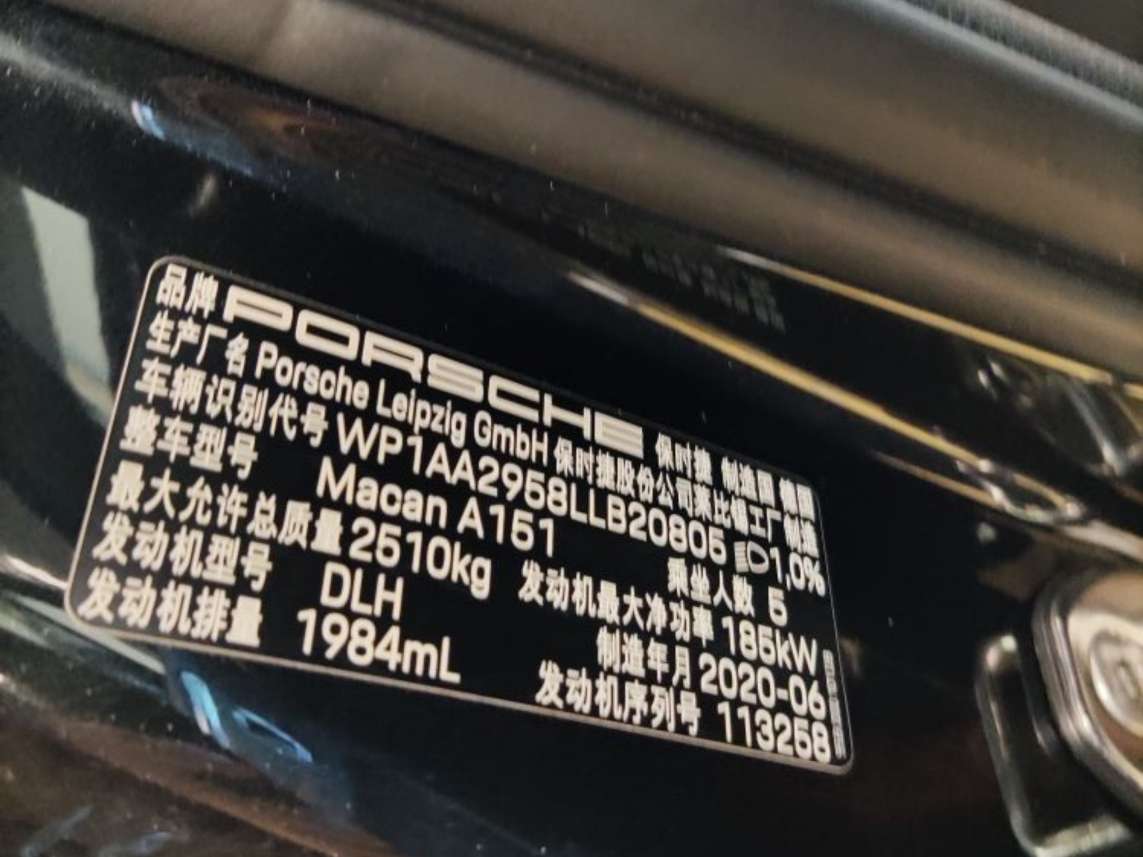 品牌 PORSCHE 保时捷 制造国 德国
生产厂名 Porsche Leipzig GmbH 保时捷股份公司莱比锡工厂制造
车辆识别代号 WP1AA2958LLB20805 1,0%
整车型号 Macan A151 乘坐人数 5
最大允许总质量 2510kg 发动机最大净功率 185kW
发动机型号 DLH 制造年月 2020-06
发动机排量 1984mL 发动机序列号 113258